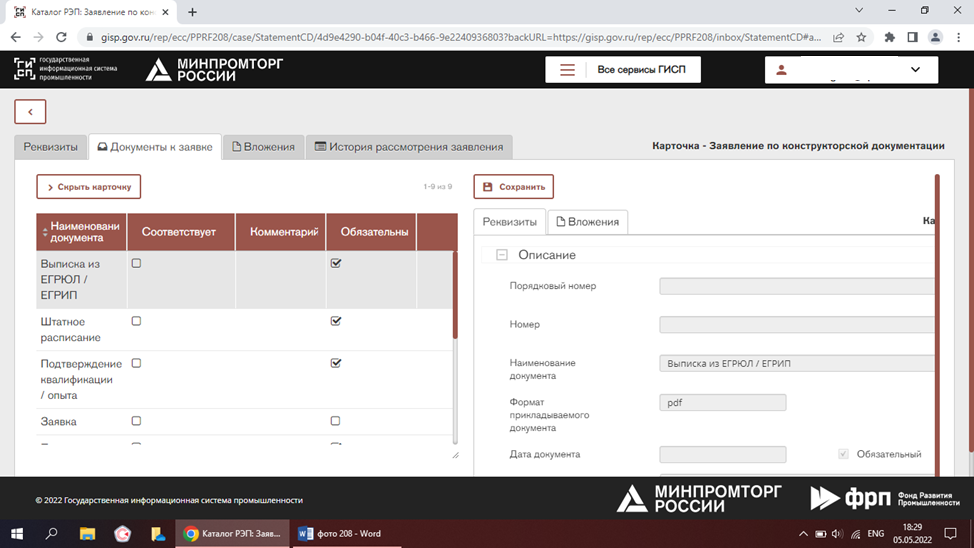 Каталог РЭП: Заявление по кон
gisp.gov.ru/rep/ecc/PPRF208/case/StatementCD/4d9e4290-b04f-40c3-b466-9e2240936803?backURL=https://gisp.gov.ru/rep/ecc/PPRF208/inbox/StatementCD#a...
государственная
информационная система
промышленности
МИНПРОМТОРГ
РОССИИ
Все сервисы ГИСП
Реквизиты
Документы к заявке
Вложения
История рассмотрения заявления
Карточка - Заявление по конструкторской документации
Скрыть карточку
1-9 из 9
Сохранить
Наименовани
документа
Соответствует
Комментарий
Обязательны
Реквизиты
Вложения
Ка
Выписка из
ЕГРЮЛ /
ЕГРИП
Штатное
расписание
Подтверждение
квалификации
/ опыта
Заявка
Описание
Порядковый номер
Номер
Наименование
документа
Выписка из ЕГРЮЛ / ЕГРИП
Формат
прикладываемого
документа
pdf
Дата документа
Обязательный
© 2022 Государственная информационная система промышленности
МИНПРОМТОРГ
РОССИИ
фрп
Фонд Развития
Промышленности
Каталог РЭП: Заяв...
фото 208 - Word
ENG
18:29
05.05.2022